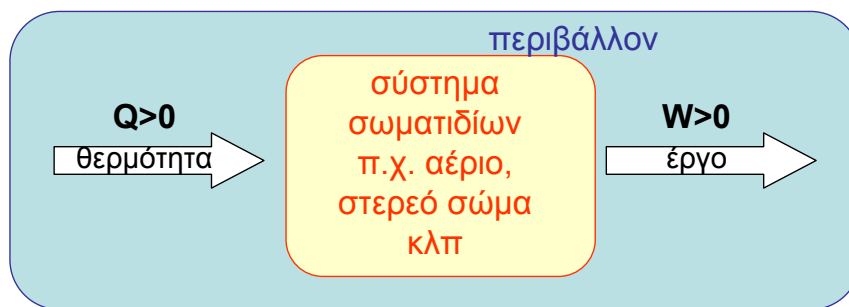 περιβάλλον
Q>0
θερμότητα
σύστημα
σωματιδίων
π.χ. αέριο,
στερεό σώμα
κλπ
W>0
έργο